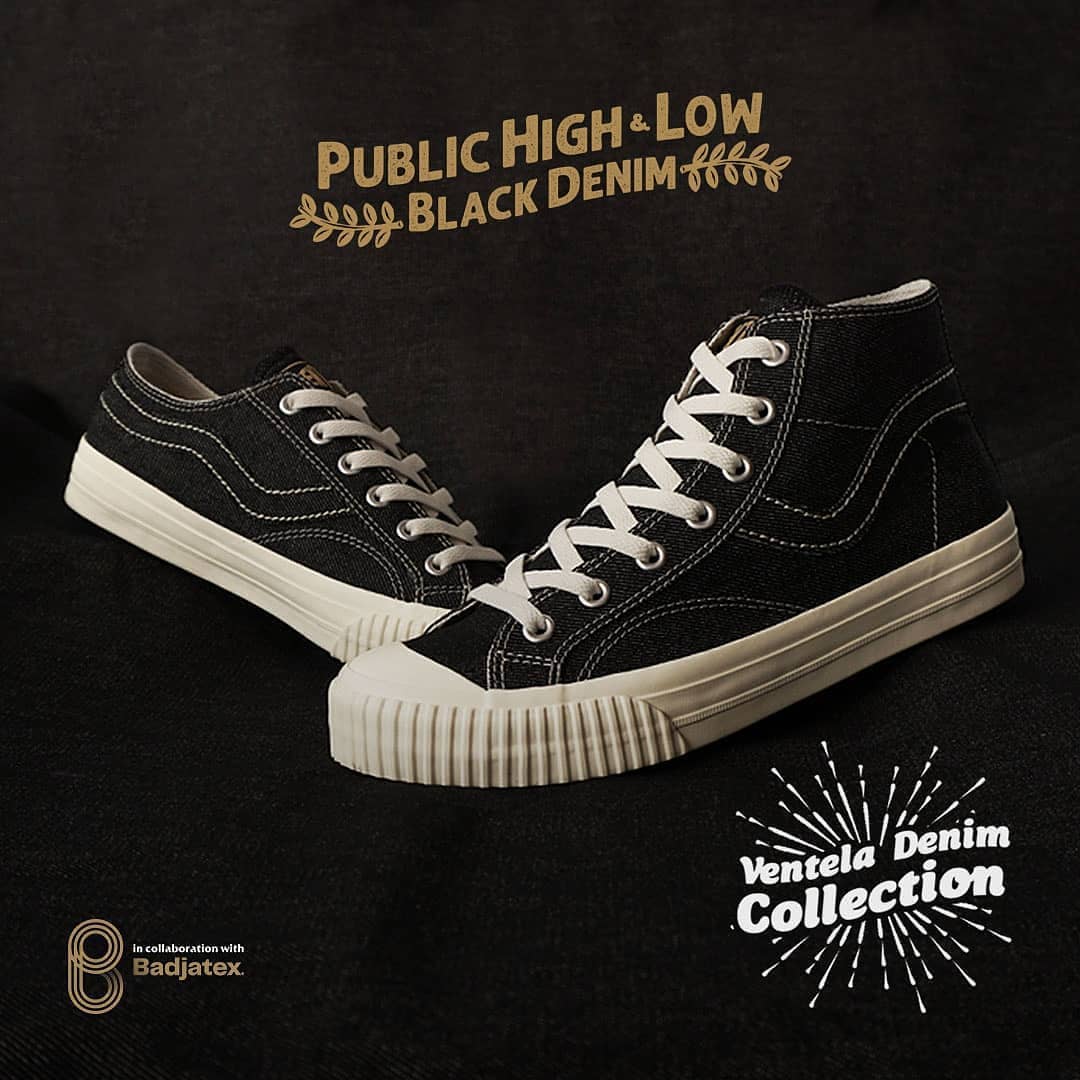 PUBLIC HIGH & LOW
BLACK DENIM
Ventela Denim
Collection
in collaboration with
Badjatex.